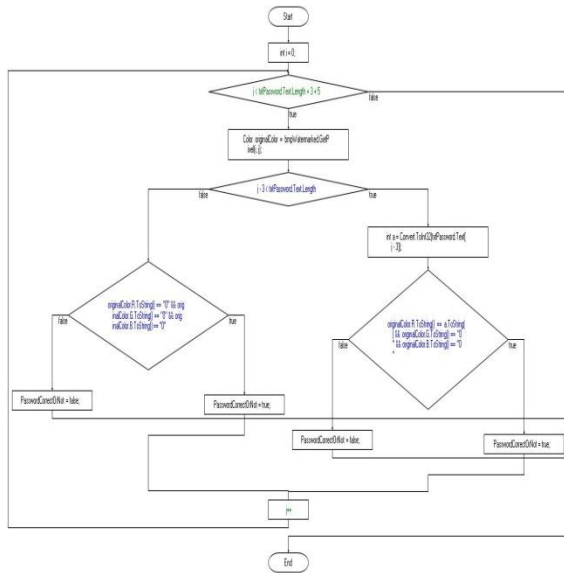 Start
int i = 0;
j < txtPassword.Text.Length + 3 + 5
false
true
Color originalColor = bmpWatermarked.GetP
ixel(i, j);
j - 3 < txtPassword.Text.Length
false
true
int a = Convert.ToInt32(txtPassword.Text[
j - 3]);
originalColor.R.ToString() == "0" && orig
inalColor.G.ToString() == "0" && orig
inalColor.B.ToString() == "0"
false
true
originalColor.R.ToString() == a.ToString(
) && originalColor.G.ToString() == "0
" && originalColor.B.ToString() == "0
"
false
true
PasswordCorrectOrNot = false;
PasswordCorrectOrNot = true;
PasswordCorrectOrNot = false;
PasswordCorrectOrNot = true;
j++
End